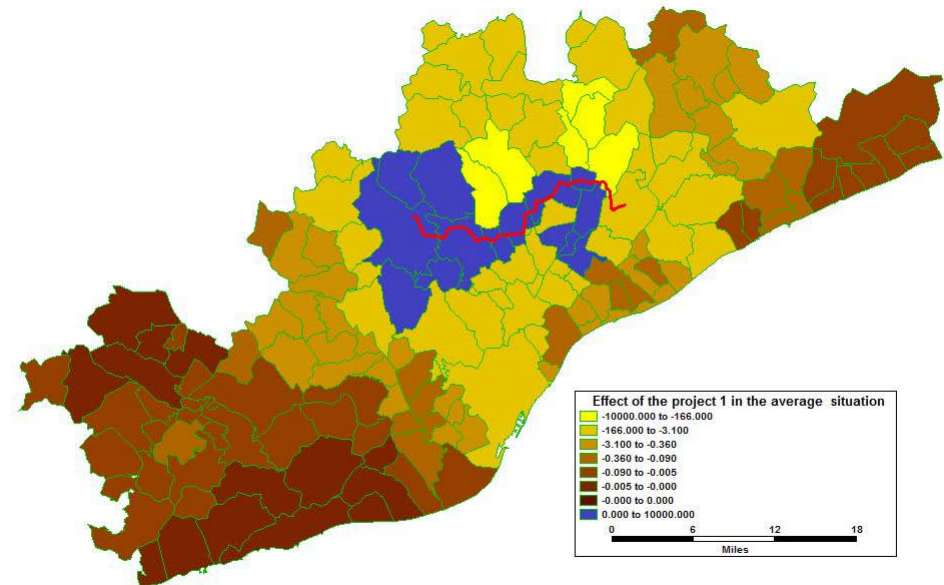 Effect of the project 1 in the average situation
-10000.000 to -166.000
-166.000 to -3.100
-3.100 to -0.360
-0.360 to -0.090
-0.090 to -0.005
-0.005 to -0.000
-0.000 to 0.000
0.000 to 10000.000
0 6 12 18
Miles